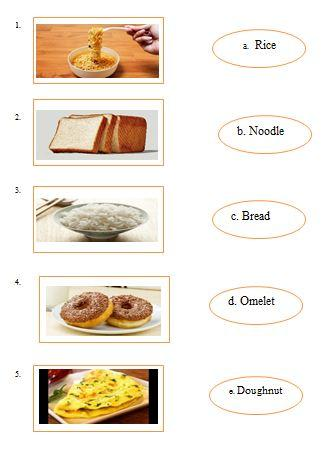 1.
a. Rice
2.
b. Noodle
3.
c. Bread
4.
d. Omelet
5.
e. Doughnut